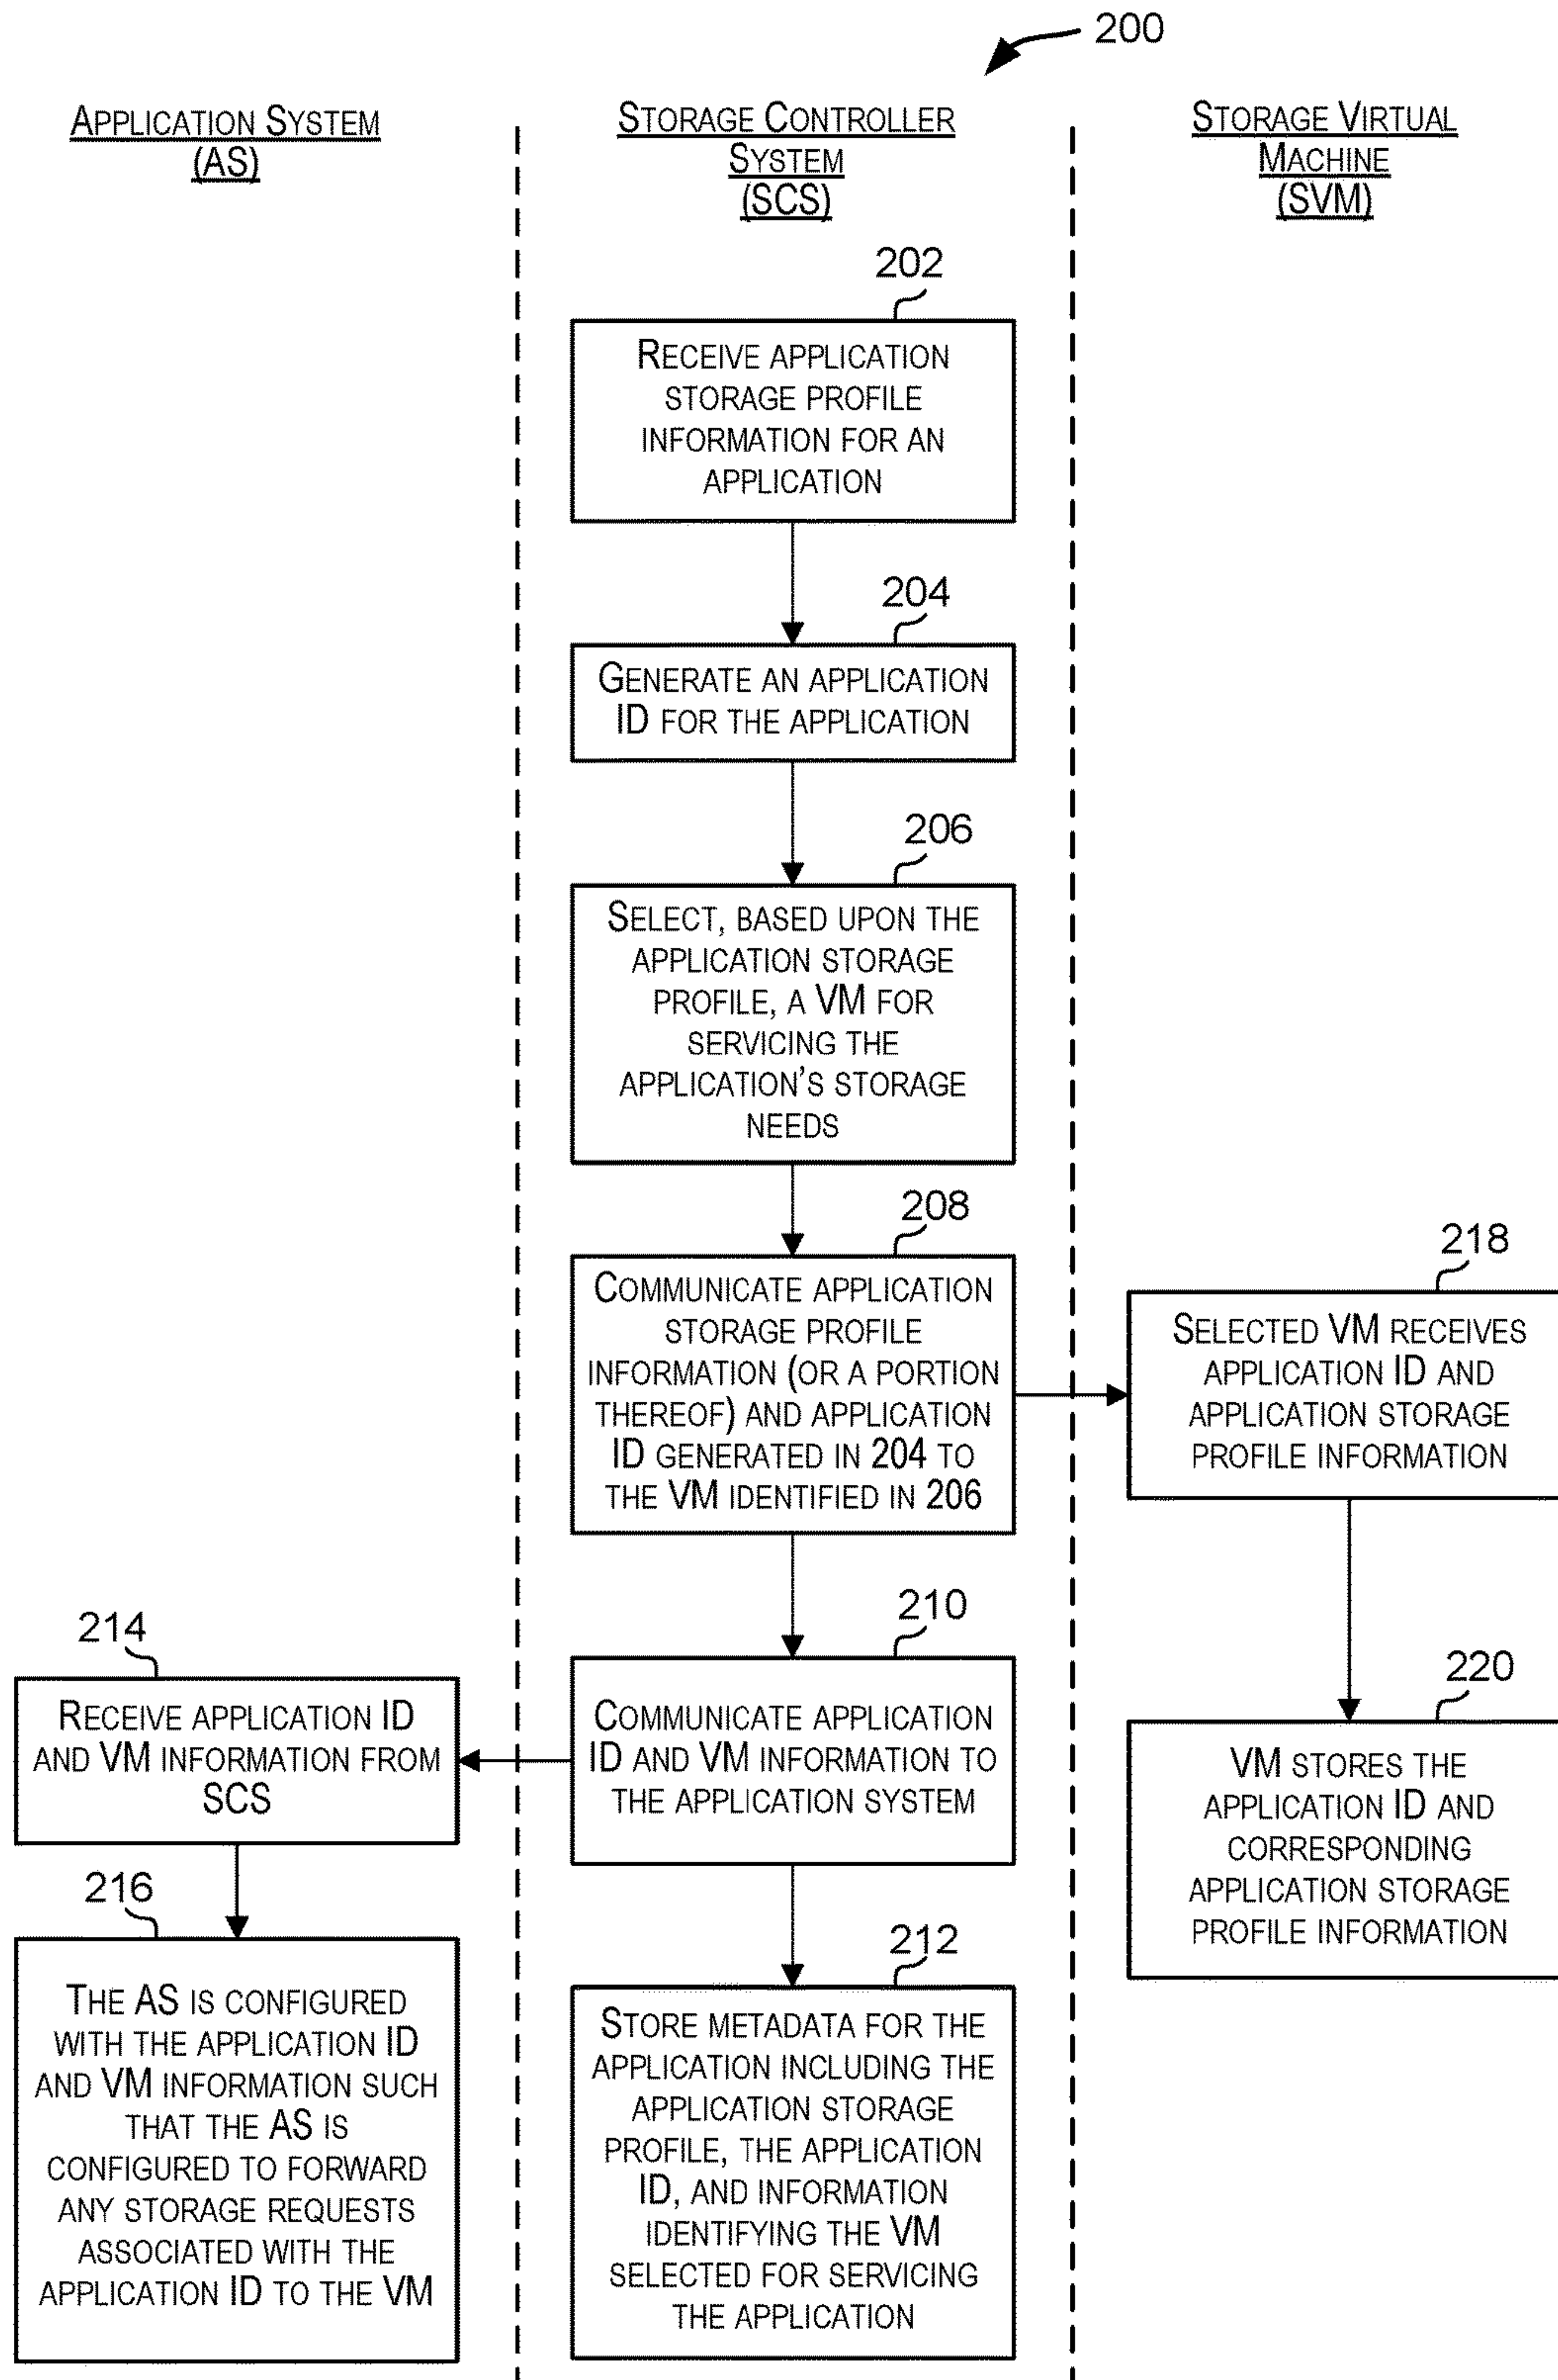 200
APPLICATION SYSTEM
(AS)
STORAGE CONTROLLER
SYSTEM
(SCS)
STORAGE VIRTUAL
MACHINE
(SVM)
202
RECEIVE APPLICATION
STORAGE PROFILE
INFORMATION FOR AN
APPLICATION
204
GENERATE AN APPLICATION
ID FOR THE APPLICATION
206
SELECT, BASED UPON THE
APPLICATION STORAGE
PROFILE, A VM FOR
SERVICING THE
APPLICATION'S STORAGE
NEEDS
208
COMMUNICATE APPLICATION
STORAGE PROFILE
INFORMATION (OR A PORTION
THEREOF) AND APPLICATION
ID GENERATED IN 204 TO
THE VM IDENTIFIED IN 206
218
SELECTED VM RECEIVES
APPLICATION ID AND
APPLICATION STORAGE
PROFILE INFORMATION
210
COMMUNICATE APPLICATION
ID AND VM INFORMATION TO
THE APPLICATION SYSTEM
214
RECEIVE APPLICATION ID
AND VM INFORMATION FROM
SCS
220
VM STORES THE
APPLICATION ID AND
CORRESPONDING
APPLICATION STORAGE
PROFILE INFORMATION
216
THE AS IS CONFIGURED
WITH THE APPLICATION ID
AND VM INFORMATION SUCH
THAT THE AS IS
CONFIGURED TO FORWARD
ANY STORAGE REQUESTS
ASSOCIATED WITH THE
APPLICATION ID TO THE VM
212
STORE METADATA FOR THE
APPLICATION INCLUDING THE
APPLICATION STORAGE
PROFILE, THE APPLICATION
ID, AND INFORMATION
IDENTIFYING THE VM
SELECTED FOR SERVICING
THE APPLICATION